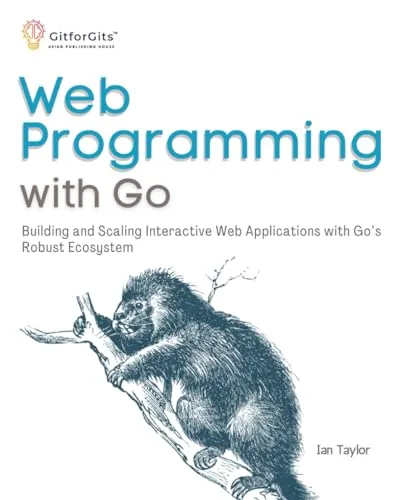 GitforGits™
ASIAN PUBLISHING HOUSE
Web
Programming
with Go
Building and Scaling Interactive Web Applications with Go's
Robust Ecosystem
Ian Taylor